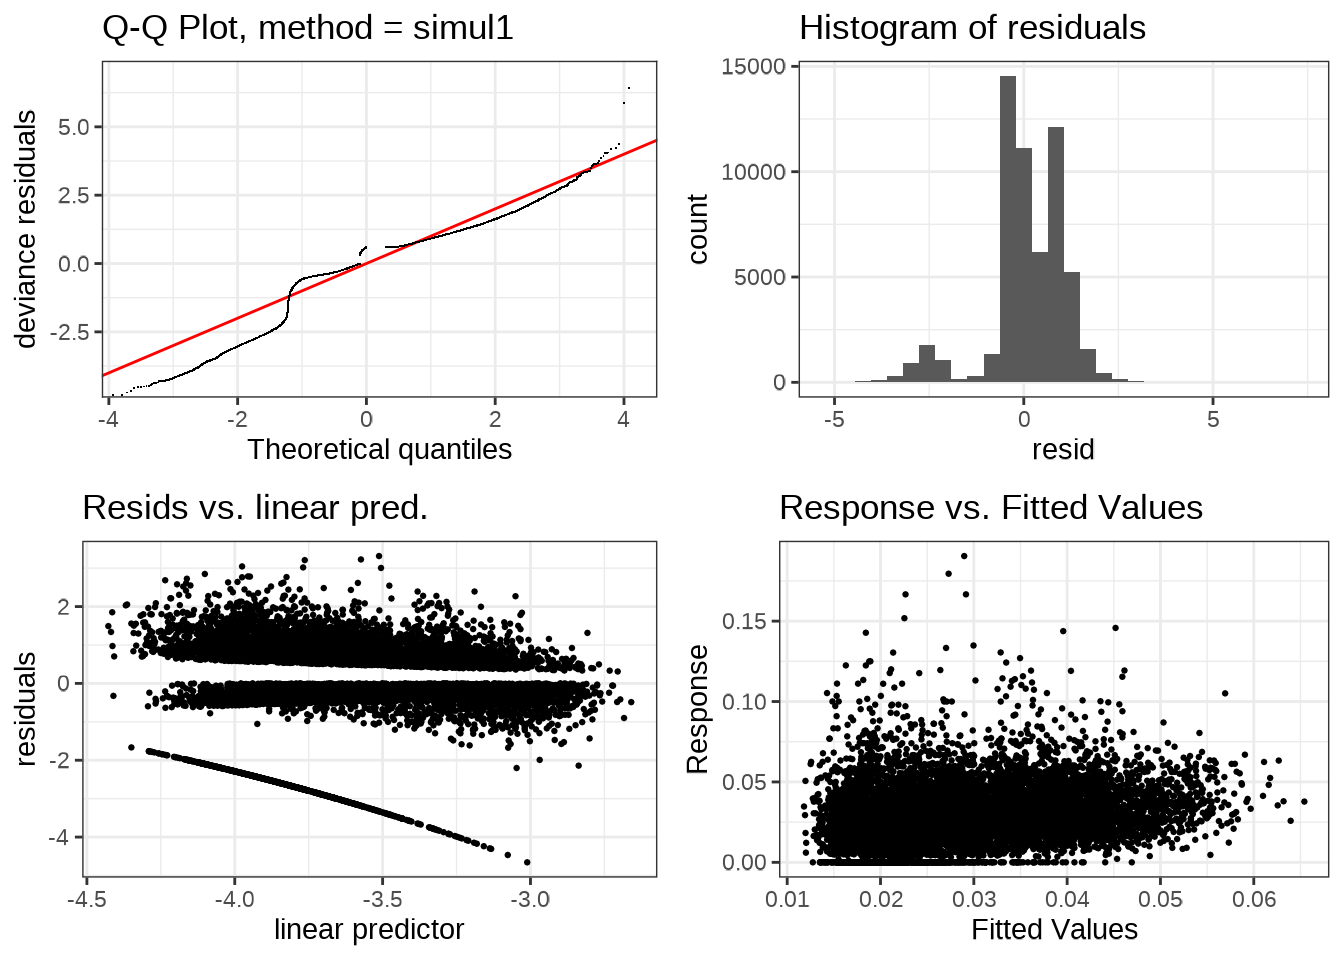 Q-Q Plot, method = simul1
deviance residuals
5.0
2.5
0.0
-2.5
-4
-2
0
2
4
Theoretical quantiles
Histogram of residuals
count
15000
10000
5000
0
-5
0
5
resid
Resids vs. linear pred.
residuals
2
0
-2
-4
-4.5
-4.0
-3.5
-3.0
linear predictor
Response vs. Fitted Values
Response
0.15
0.10
0.05
0.00
0.01
0.02
0.03
0.04
0.05
0.06
Fitted Values